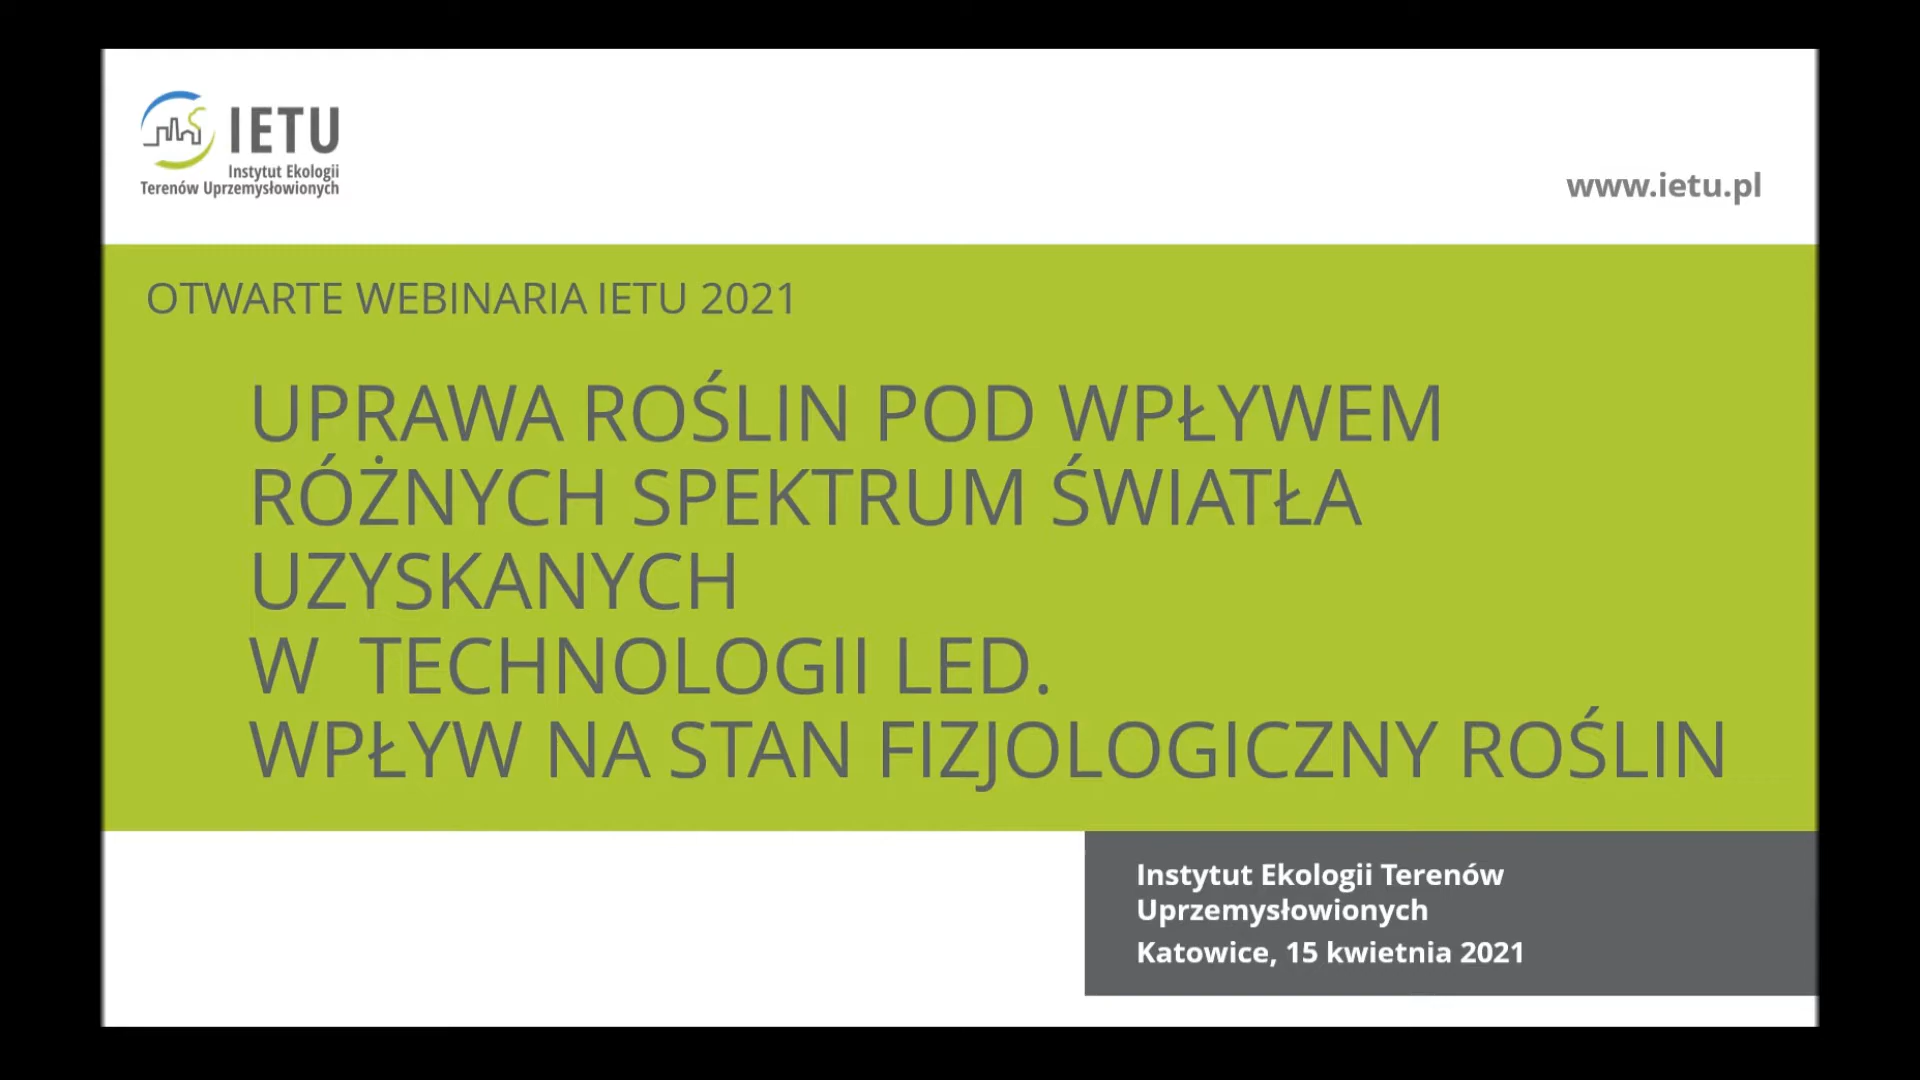 IETU
Instytut Ekologii
Terenów Uprzemysłowionych
www.ietu.pl
OTWARTE WEBINARIA IETU 2021
UPRAWA ROŚLIN POD WPŁYWEM
RÓŻNYCH SPEKTRUM ŚWIATŁA
UZYSKANYCH
W TECHNOLOGII LED.
WPŁYW NA STAN FIZJOLOGICZNY ROŚLIN
Instytut Ekologii Terenów
Uprzemysłowionych
Katowice, 15 kwietnia 2021